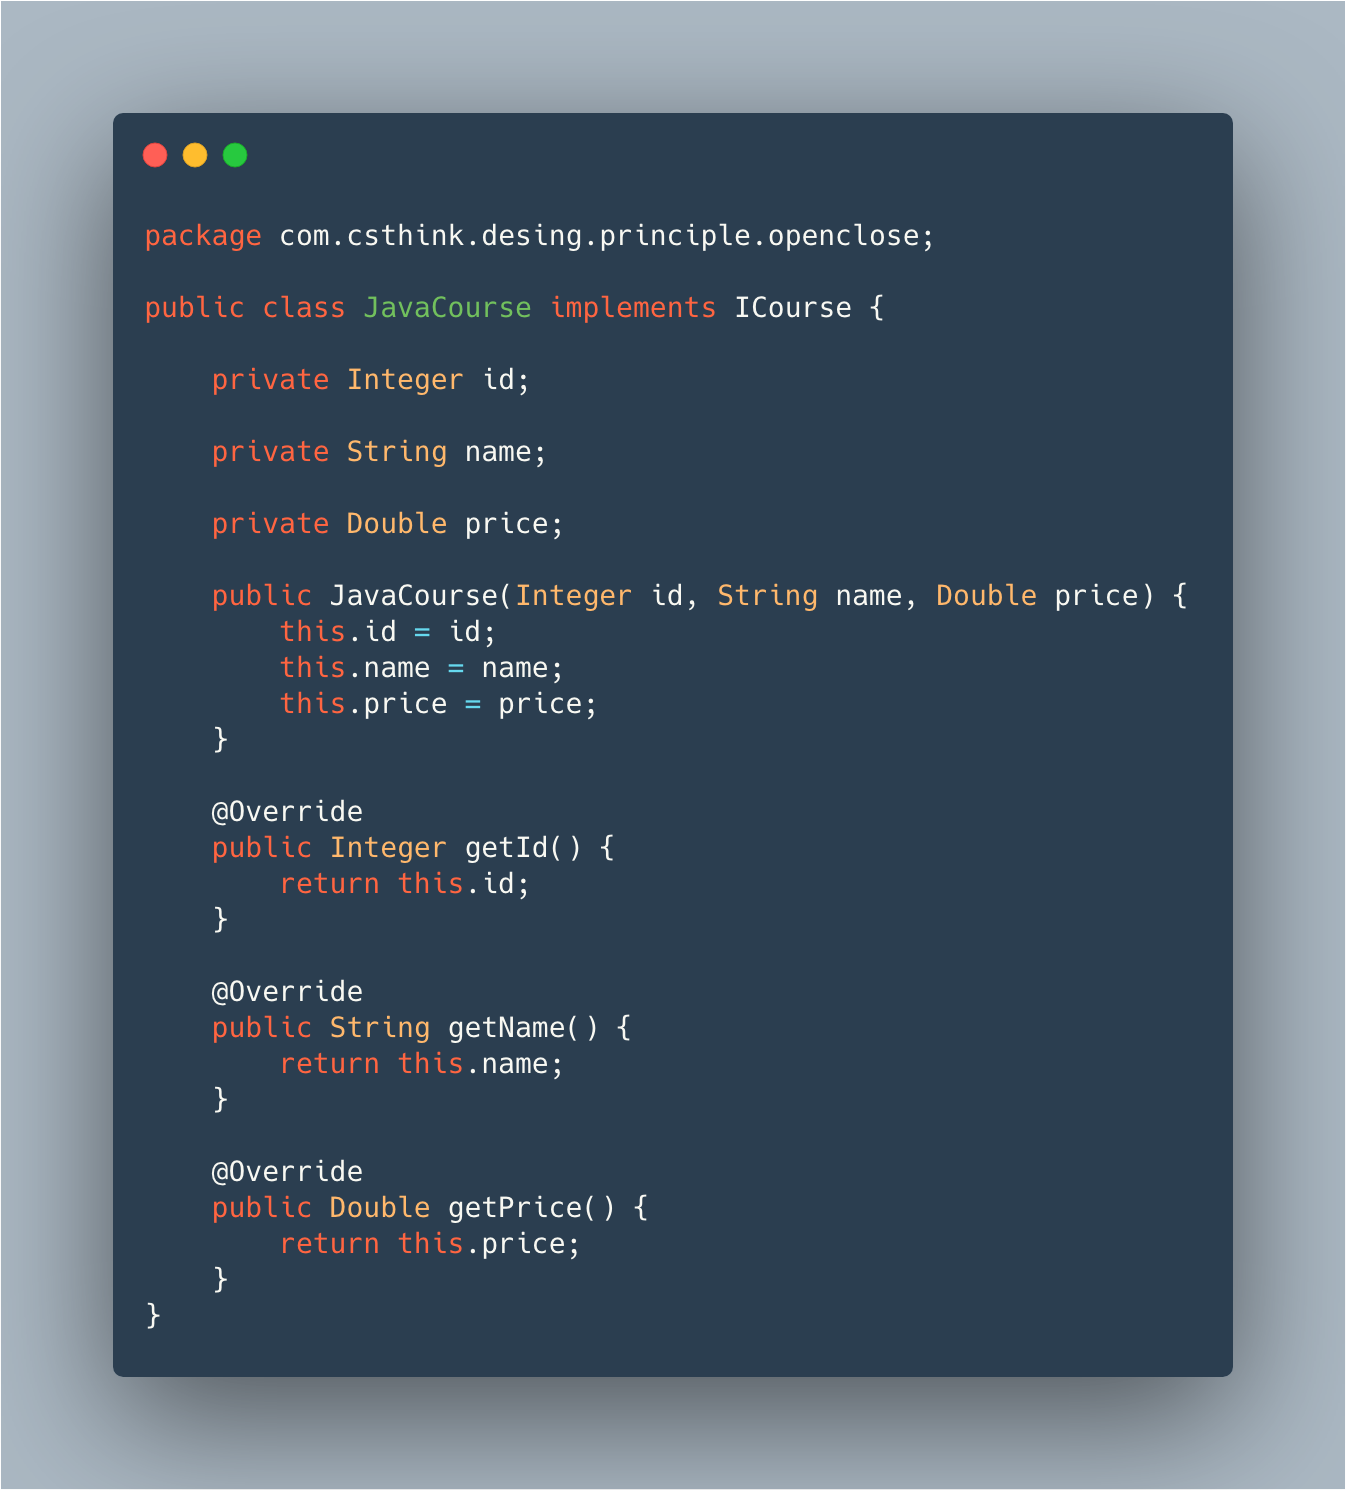 package com.csthink.desing.principle.openclose;
public class JavaCourse implements ICourse {
    private Integer id;
    private String name;
    private Double price;
    public JavaCourse(Integer id, String name, Double price) {
        this.id = id;
        this.name = name;
        this.price = price;
    }
    @Override
    public Integer getId() {
        return this.id;
    }
    @Override
    public String getName() {
        return this.name;
    }
    @Override
    public Double getPrice() {
        return this.price;
    }
}